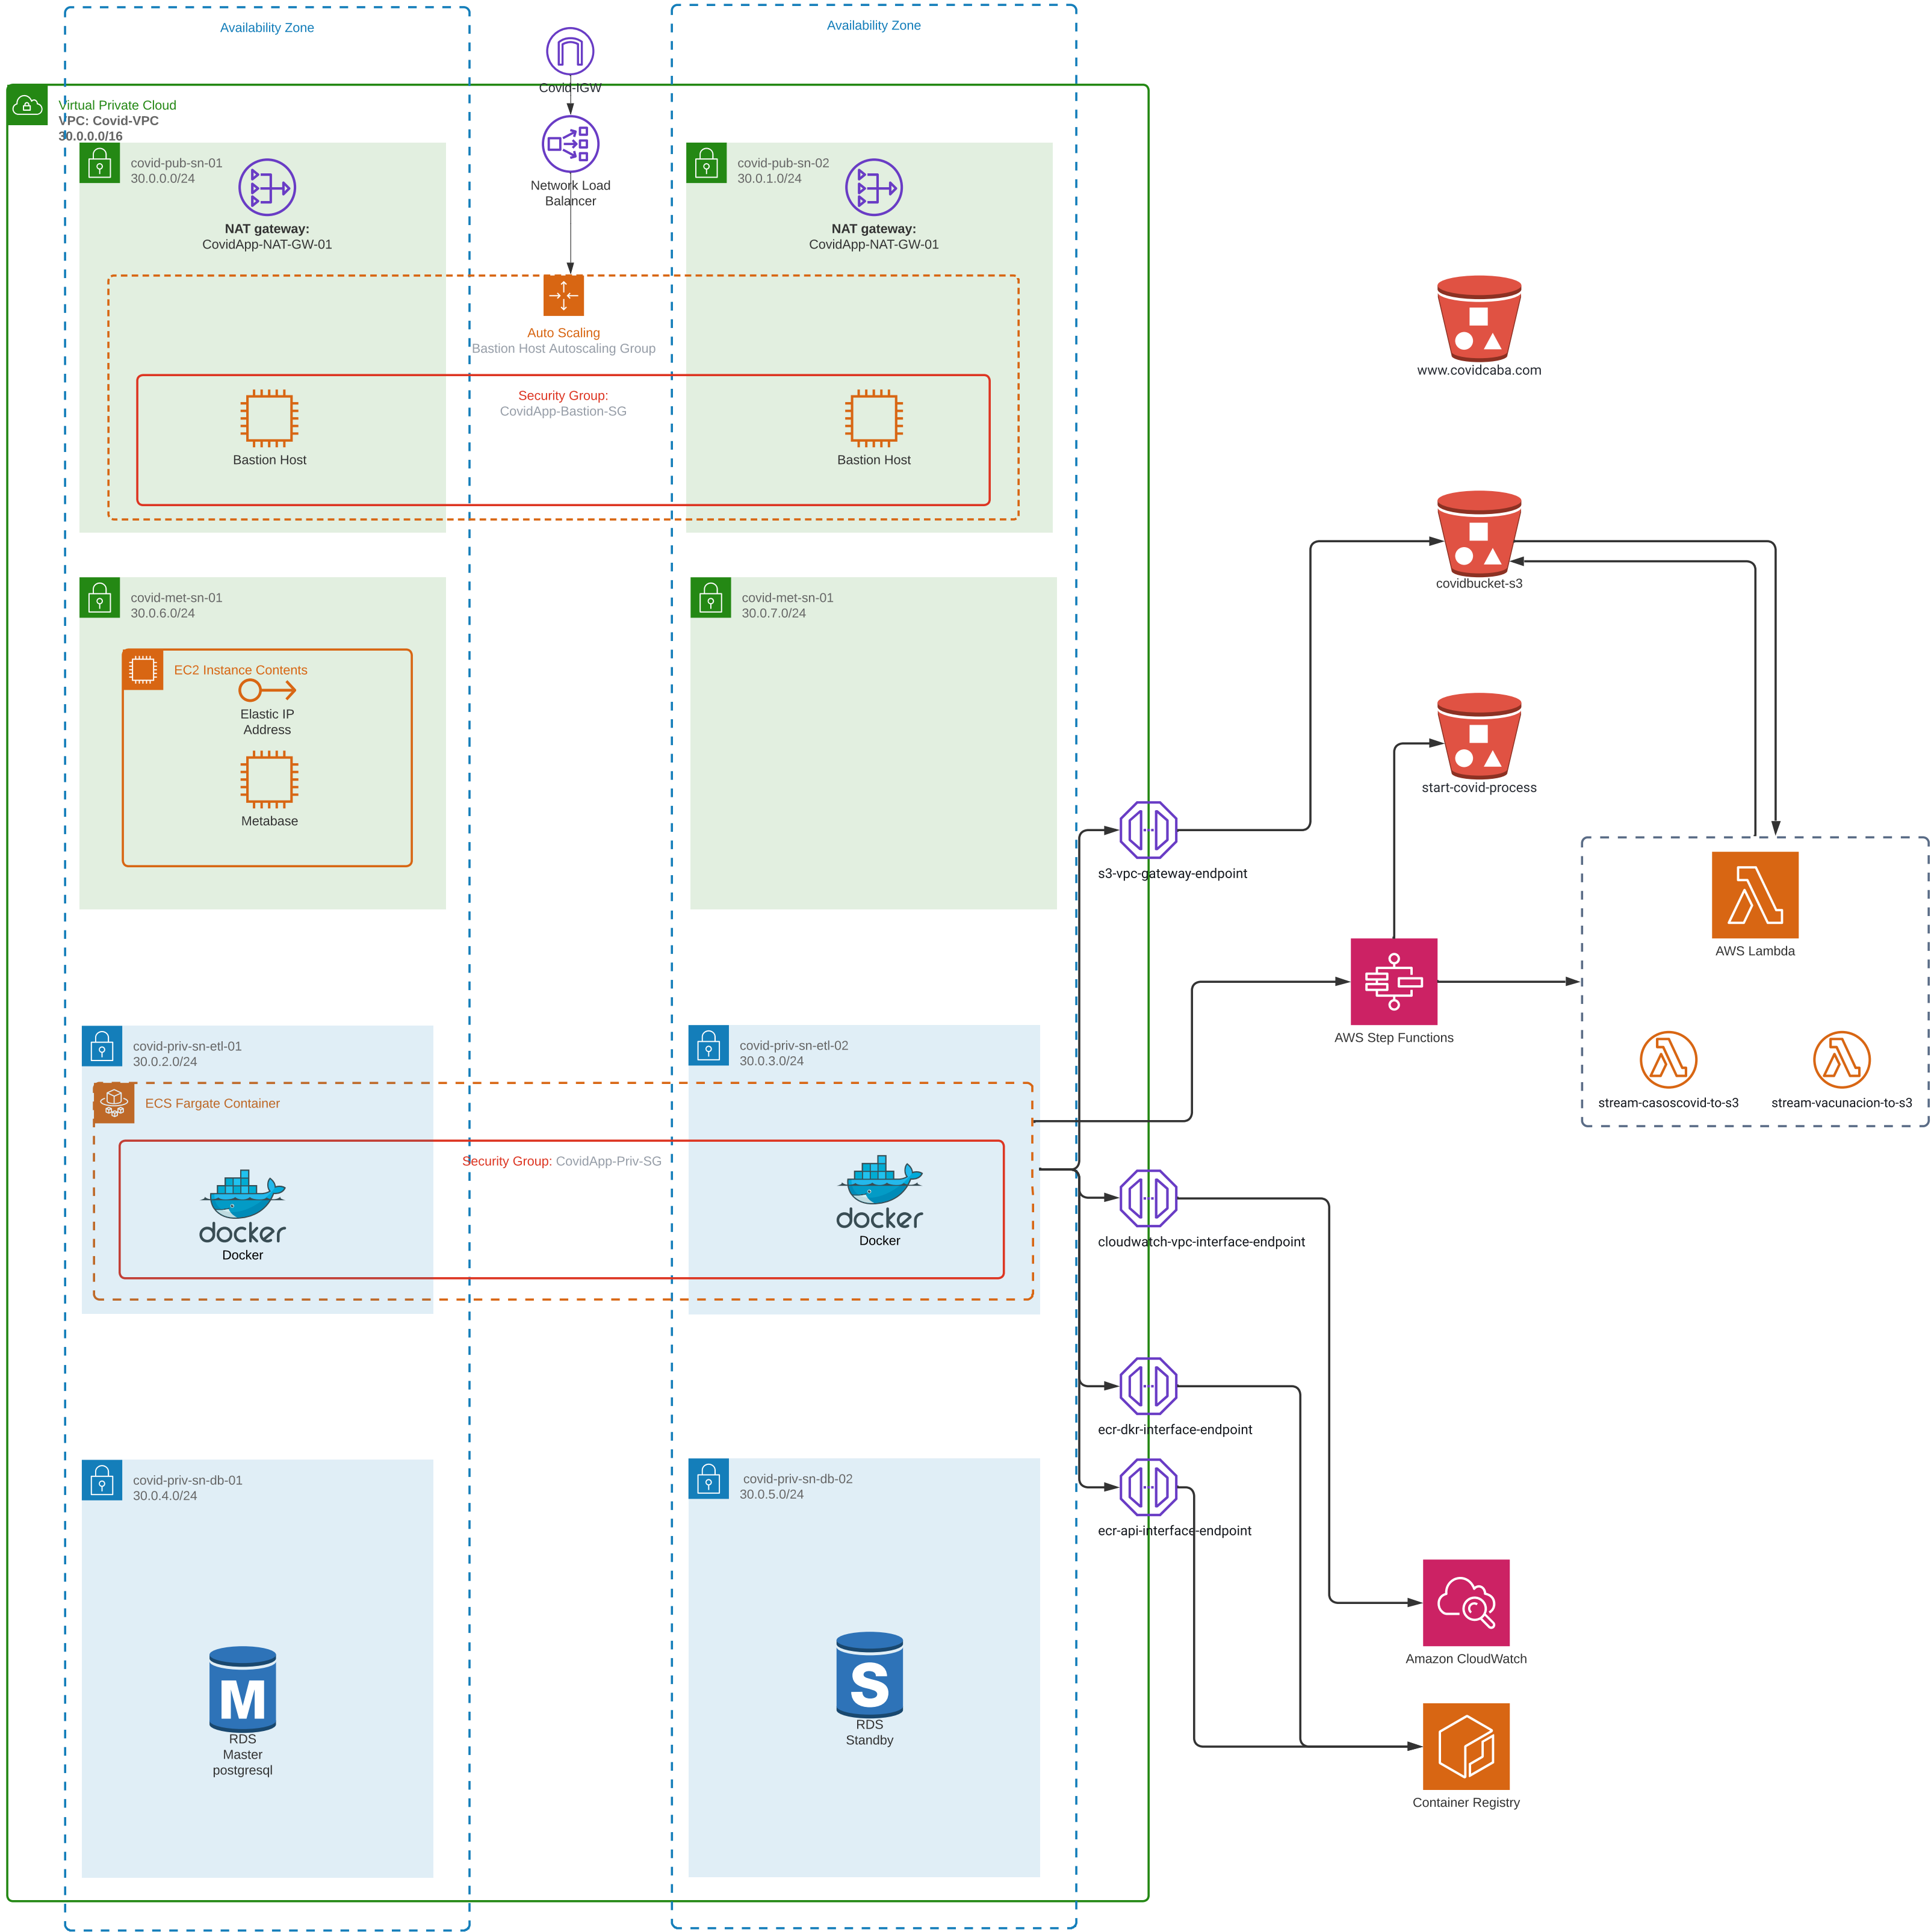 Availability Zone
Availability Zone
Covid-IGW
Virtual Private Cloud
VPC: Covid-VPC
30.0.0.0/16
covid-pub-sn-01
30.0.0.0/24
Network Load
Balancer
covid-pub-sn-02
30.0.1.0/24
NAT gateway:
CovidApp-NAT-GW-01
NAT gateway:
CovidApp-NAT-GW-01
Auto Scaling
Bastion Host Autoscaling Group
www.covidcaba.com
Security Group:
CovidApp-Bastion-SG
Bastion Host
Bastion Host
covidbucket-s3
covid-met-sn-01
30.0.6.0/24
covid-met-sn-01
30.0.7.0/24
EC2 Instance Contents
Elastic IP
Address
Metabase
start-covid-process
s3-vpc-gateway-endpoint
AWS Lambda
AWS Step Functions
covid-priv-sn-etl-01
30.0.2.0/24
covid-priv-sn-etl-02
30.0.3.0/24
stream-casoscovid-to-s3
stream-vacunacion-to-s3
ECS Fargate Container
Security Group: CovidApp-Priv-SG
docker
Docker
docker
Docker
cloudwatch-vpc-interface-endpoint
ecr-dkr-interface-endpoint
covid-priv-sn-db-01
30.0.4.0/24
covid-priv-sn-db-02
30.0.5.0/24
ecr-api-interface-endpoint
M
RDS
Master
postgresql
S
RDS
Standby
Amazon CloudWatch
Container Registry